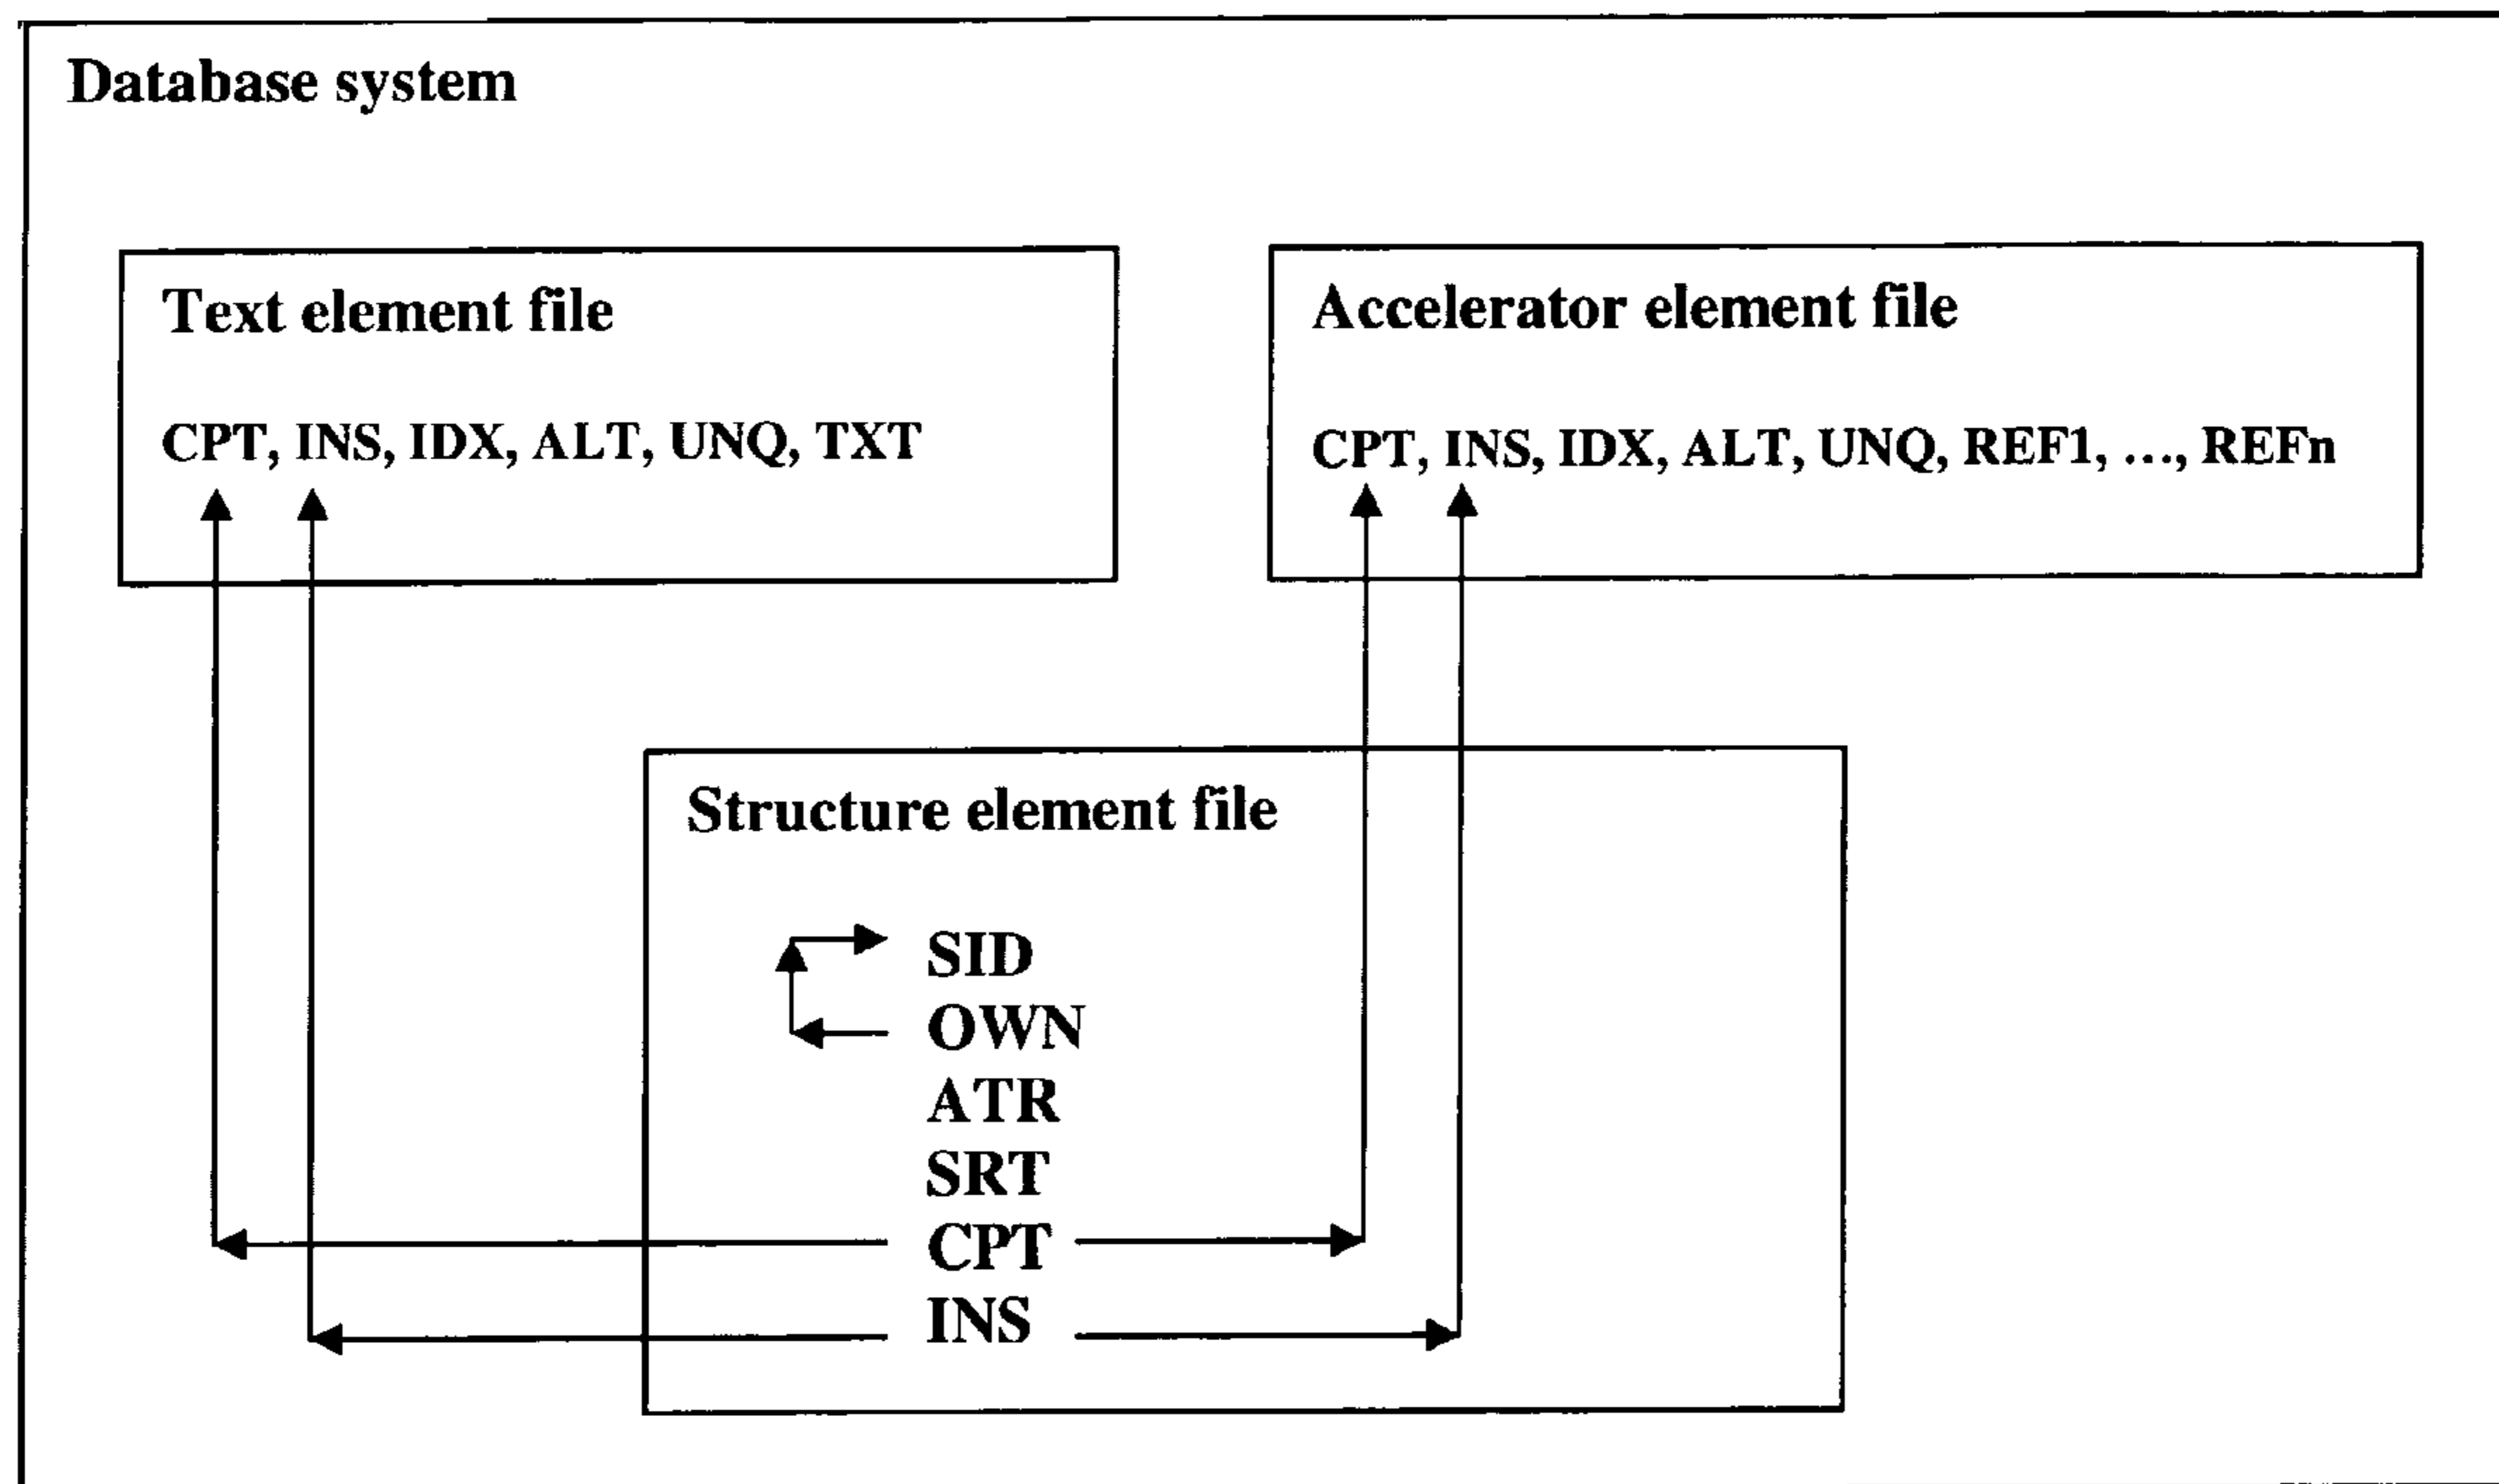 Database system
Text element file
CPT, INS, IDX, ALT, UNQ, TXT
Accelerator element file
CPT, INS, IDX, ALT, UNQ, REF1, ..., REFn
Structure element file
SID
OWN
ATR
SRT
CPT
INS